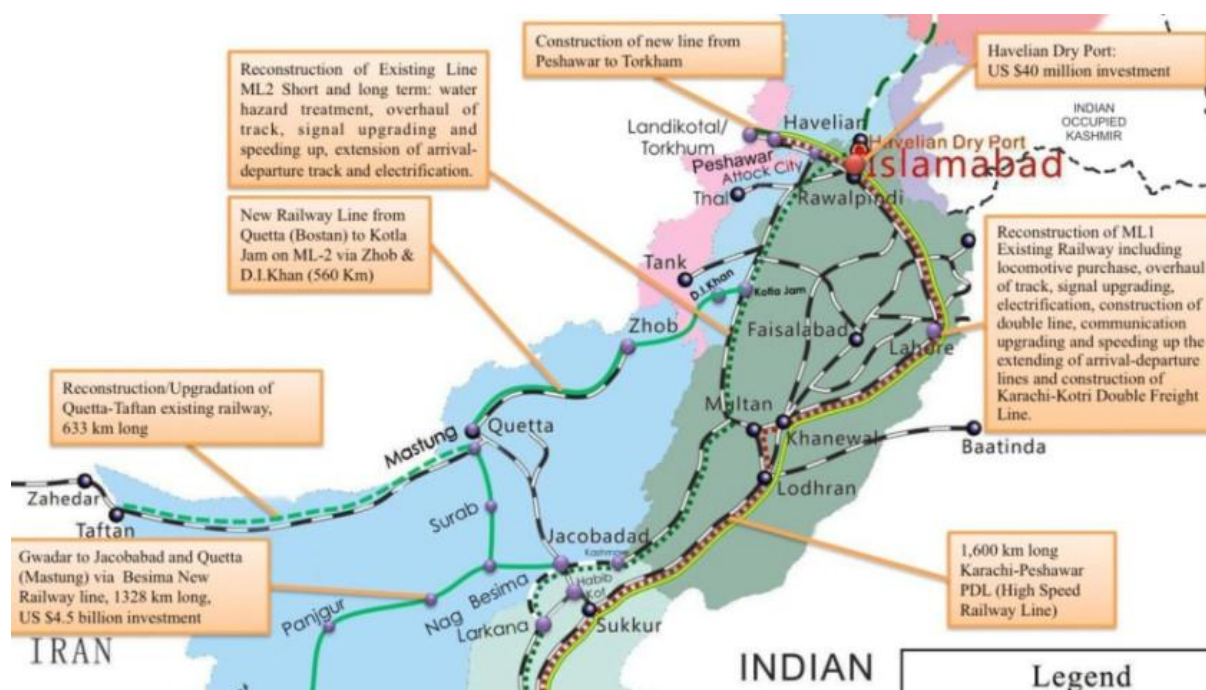 Construction of new line from
Peshawar to Torkham
Havelian Dry Port:
US $40 million investment
Reconstruction of Existing Line
ML2 Short and long term: water
hazard treatment, overhaul of
track, signal upgrading and
speeding up, extension of arrival-
departure track and electrification.
INDIAN
OCCUPIED
KASHMIR
Landikotal/
Torkhum
Havelian
Havelian Dry Port
Islamabad
Peshawar
Attock City
Thal
Rawalpindi
New Railway Line from
Quetta (Bostan) to Kotla
Jam on ML-2 via Zhob &
D.I.Khan (560 Km)
Reconstruction of ML1
Existing Railway including
locomotive purchase, overhaul
of track, signal upgrading,
electrification, construction of
double line, communication
upgrading and speeding up the
extending of arrival-departure
lines and construction of
Karachi-Kotri Double Freight
Line.
Tank
D.I.Khan
Kotla Jam
Zhob
Faisalabad
Lahore
Reconstruction/Upgradation of
Quetta-Taftan existing railway,
633 km long
Multan
Mastung
Quetta
Khanewal
Baatinda
Zahedar
Lodhran
Taftan
Surab
Jacobadad
Gwadar to Jacobabad and Quetta
(Mastung) via Besima New
Railway line, 1328 km long,
US $4.5 billion investment
1,600 km long
Karachi-Peshawar
PDL (High Speed
Railway Line)
Besima
Habib
Kot
Nag
Panjgur
Larkana
Sukkur
IRAN
INDIAN
Legend